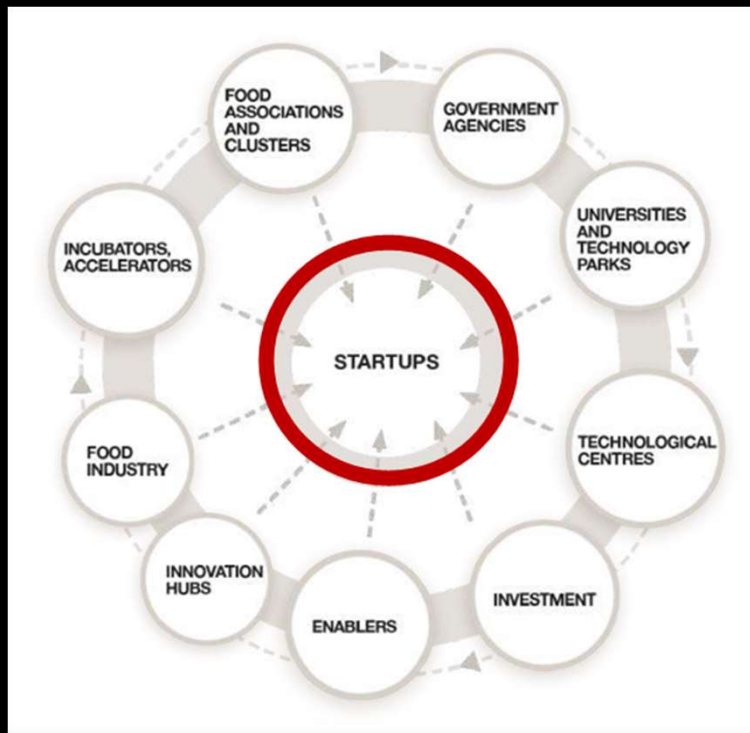 FOOD
ASSOCIATIONS
AND
CLUSTERS
GOVERNMENT
AGENCIES
UNIVERSITIES
AND
TECHNOLOGY
PARKS
INCUBATORS,
ACCELERATORS
STARTUPS
TECHNOLOGICAL
CENTRES
FOOD
INDUSTRY
INNOVATION
HUBS
ENABLERS
INVESTMENT